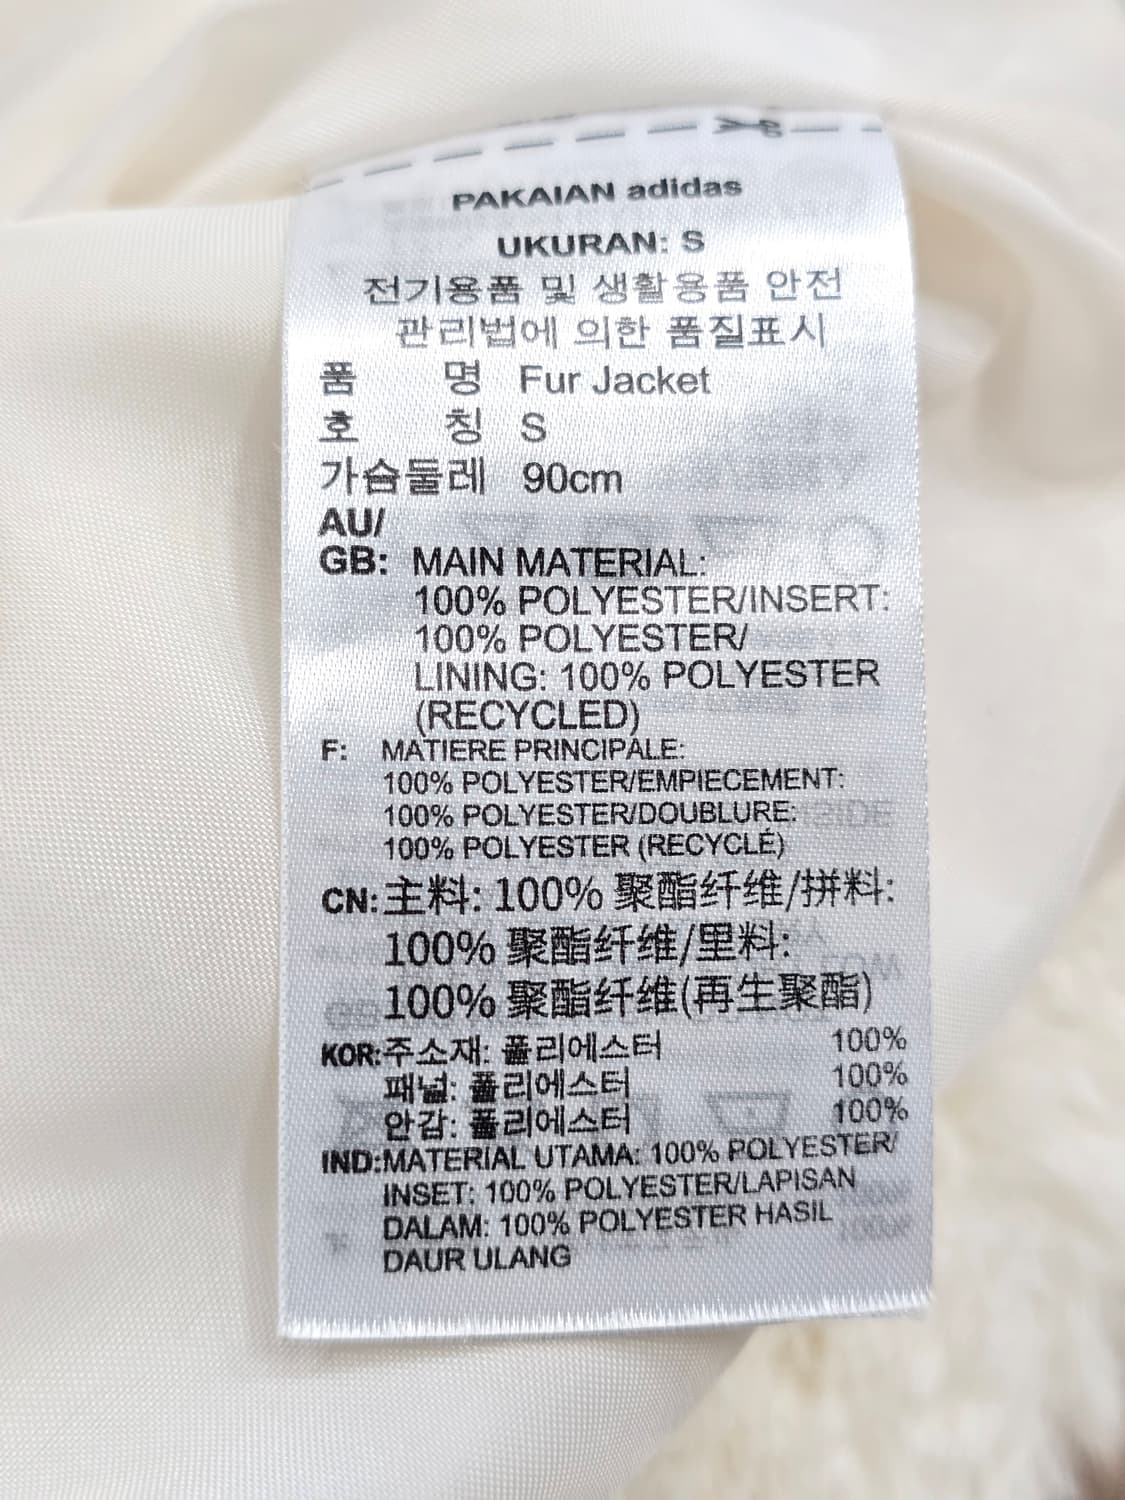 PAKAIAN adidas
UKURAN: S
전기용품 및 생활용품 안전
관리법에 의한 품질표시
품 명 Fur Jacket
호 칭 S
가슴둘레 90cm
AU/
GB: MAIN MATERIAL:
100% POLYESTER/INSERT:
100% POLYESTER/
LINING: 100% POLYESTER
(RECYCLED)
F: MATIERE PRINCIPALE:
100% POLYESTER/EMPIECEMENT:
100% POLYESTER/DOUBLURE:
100% POLYESTER (RECYCLÉ)
CN: 主料: 100% 聚酯纤维/拼料:
100% 聚酯纤维/里料:
100% 聚酯纤维(再生聚酯)
KOR: 주소재: 폴리에스터 100%
패널: 폴리에스터 100%
안감: 폴리에스터 100%
IND: MATERIAL UTAMA: 100% POLYESTER/
INSET: 100% POLYESTER/LAPISAN
DALAM: 100% POLYESTER HASIL
DAUR ULANG